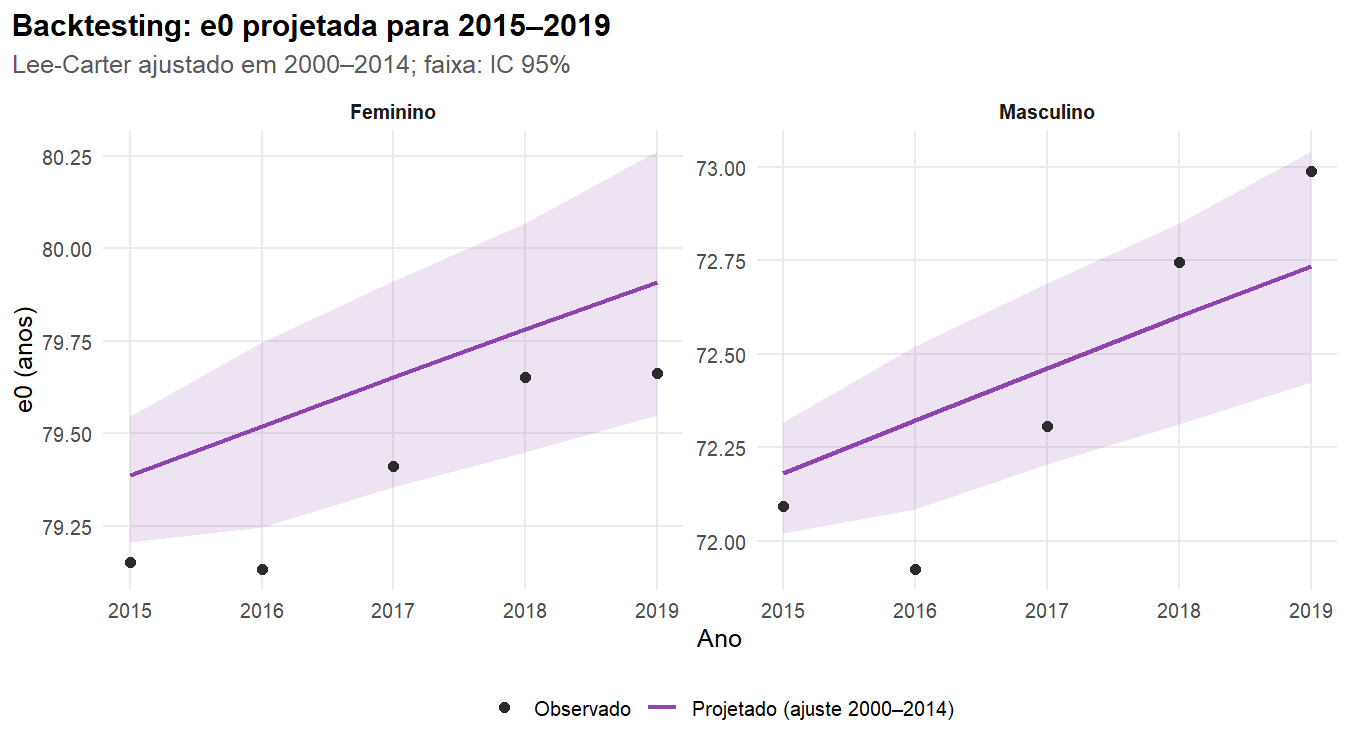 Backtesting: e0 projetada para 2015–2019
Lee-Carter ajustado em 2000–2014; faixa: IC 95%
Feminino
Masculino
e0 (anos)
80.25
80.00
79.75
79.50
79.25
73.00
72.75
72.50
72.25
72.00
2015 2016 2017 2018 2019
2015 2016 2017 2018 2019
Ano
Observado
Projetado (ajuste 2000–2014)